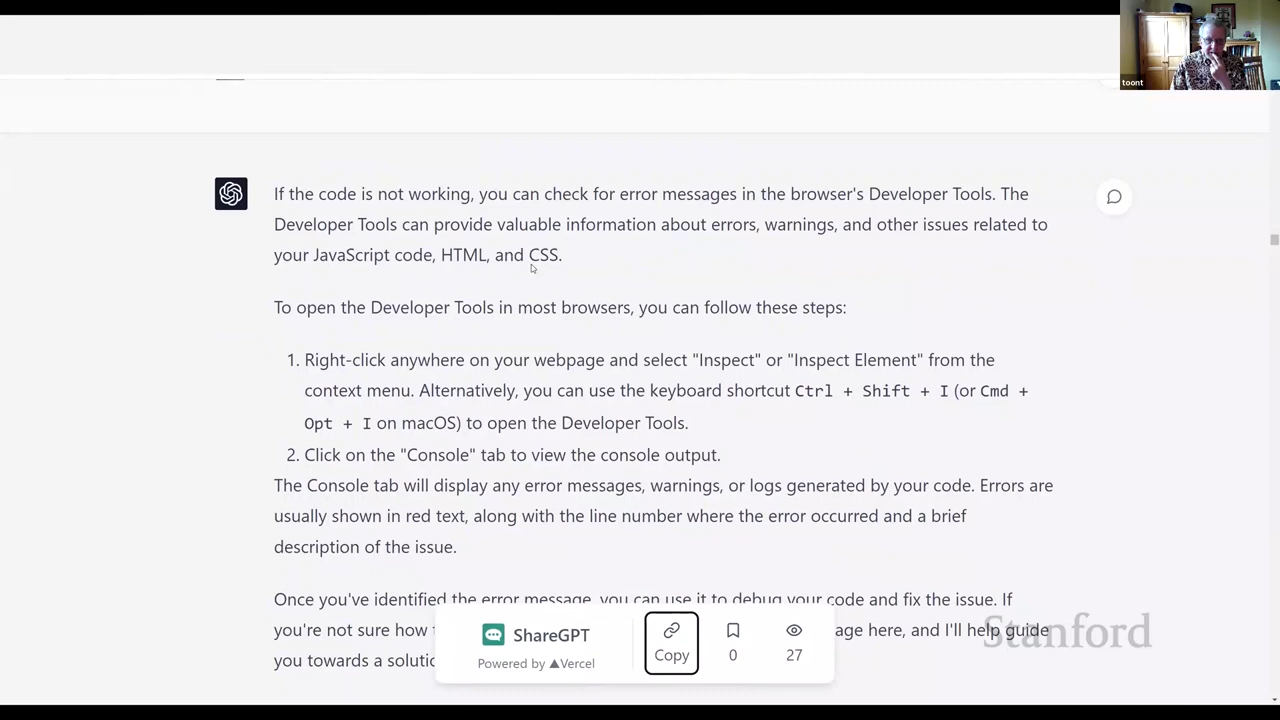 toont
If the code is not working, you can check for error messages in the browser's Developer Tools. The
Developer Tools can provide valuable information about errors, warnings, and other issues related to
your JavaScript code, HTML, and CSS.
To open the Developer Tools in most browsers, you can follow these steps:
1. Right-click anywhere on your webpage and select "Inspect" or "Inspect Element" from the
context menu. Alternatively, you can use the keyboard shortcut Ctrl + Shift + I (or Cmd +
Opt + I on macOS) to open the Developer Tools.
2. Click on the "Console" tab to view the console output.
The Console tab will display any error messages, warnings, or logs generated by your code. Errors are
usually shown in red text, along with the line number where the error occurred and a brief
description of the issue.
Once you've identified the error message, you can use it to debug your code and fix the issue. If
you're not sure how age here, and I'll help guide
you towards a
ShareGPT
Powered by ▲Vercel
Copy
0
27
Stanford